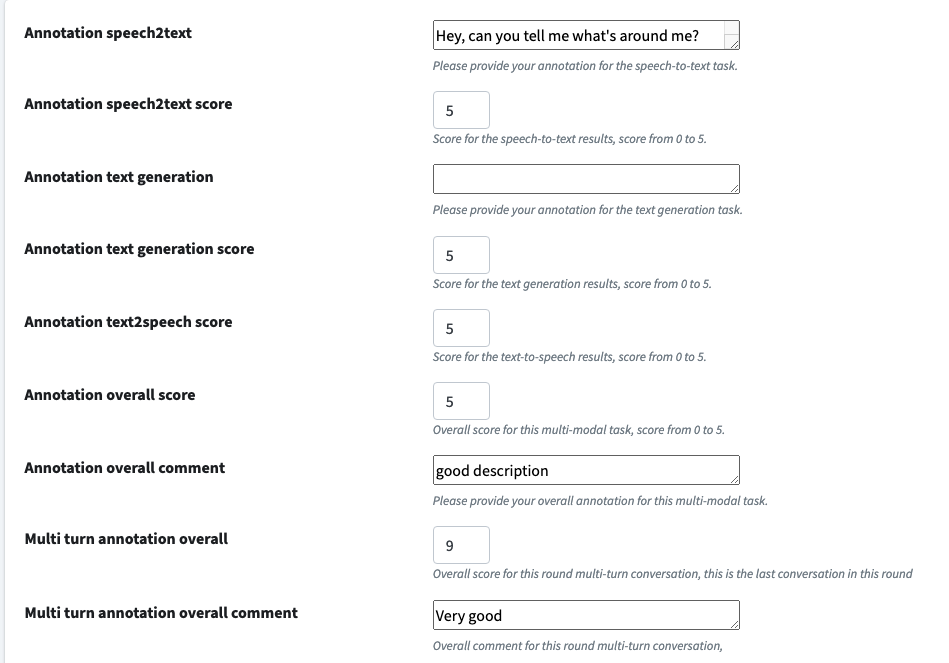 Annotation speech2text
Hey, can you tell me what's around me?
Please provide your annotation for the speech-to-text task.
Annotation speech2text score
5
Score for the speech-to-text results, score from 0 to 5.
Annotation text generation
Please provide your annotation for the text generation task.
Annotation text generation score
5
Score for the text generation results, score from 0 to 5.
Annotation text2speech score
5
Score for the text-to-speech results, score from 0 to 5.
Annotation overall score
5
Overall score for this multi-modal task, score from 0 to 5.
Annotation overall comment
good description
Please provide your overall annotation for this multi-modal task.
Multi turn annotation overall
9
Overall score for this round multi-turn conversation, this is the last conversation in this round
Multi turn annotation overall comment
Very good
Overall comment for this round multi-turn conversation,